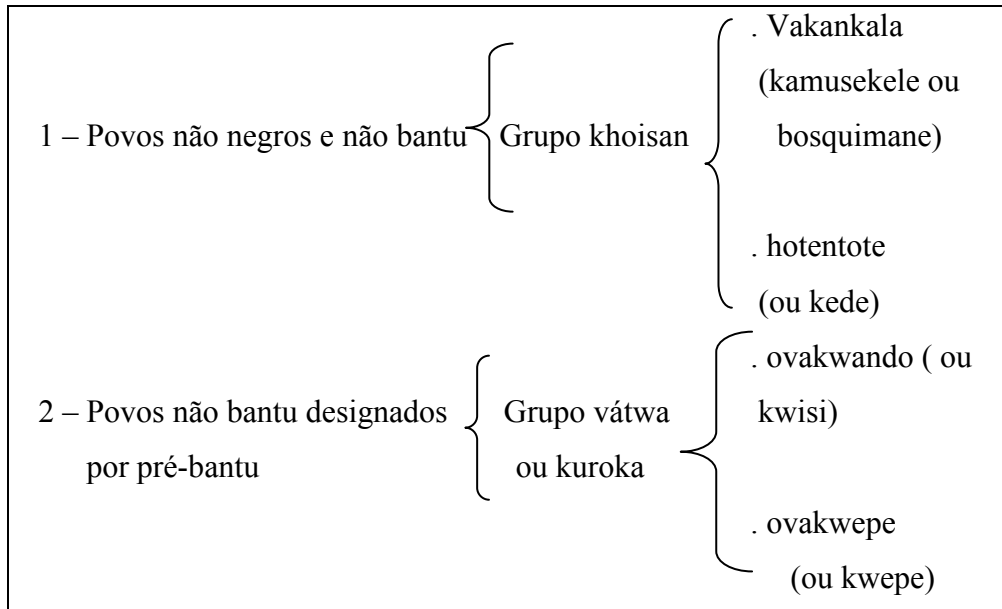 . Vakankala
(kamusekele ou
bosquimane)
1 – Povos não negros e não bantu Grupo khoisan
. hotentote
(ou kede)
. ovakwando ( ou
kwisi)
2 – Povos não bantu designados Grupo vátwa
por pré-bantu ou kuroka
. ovakwepe
(ou kwepe)